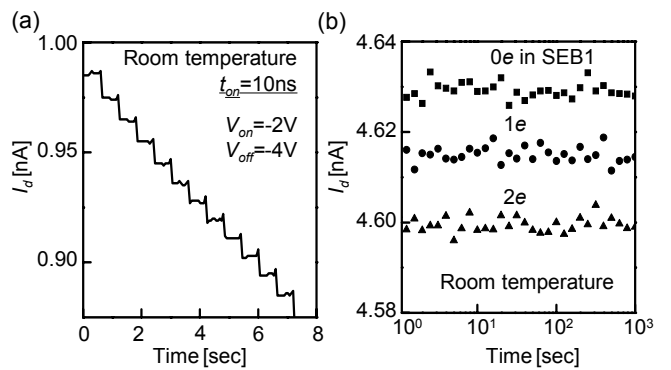 (a)
1.00
0.95
0.90
I_d [nA]
Room temperature
t_on=10ns
V_on=-2V
V_off=-4V
0 2 4 6 8
Time [sec]
(b)
4.64
4.62
4.60
4.58
I_d [nA]
0e in SEB1
1e
2e
Room temperature
10^0 10^1 10^2 10^3
Time [sec]